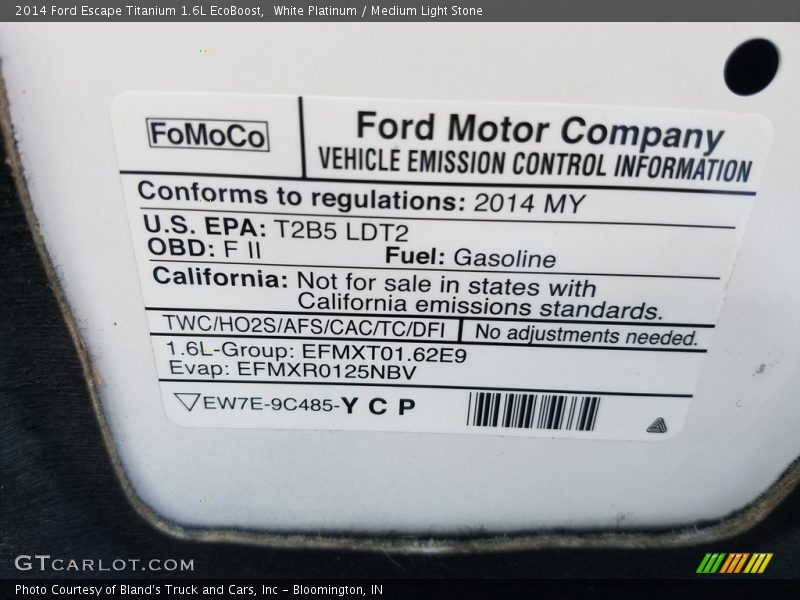 2014 Ford Escape Titanium 1.6L EcoBoost, White Platinum / Medium Light Stone
FoMoCo
Ford Motor Company
VEHICLE EMISSION CONTROL INFORMATION
Conforms to regulations: 2014 MY
U.S. EPA: T2B5 LDT2
OBD: F II Fuel: Gasoline
California: Not for sale in states with
California emissions standards.
TWC/HO2S/AFS/CAC/TC/DFI No adjustments needed.
1.6L-Group: EFMXT01.62E9
Evap: EFMXR0125NBV
EW7E-9C485-Y C P
GTCARLOT.COM
Photo Courtesy of Bland's Truck and Cars, Inc – Bloomington, IN